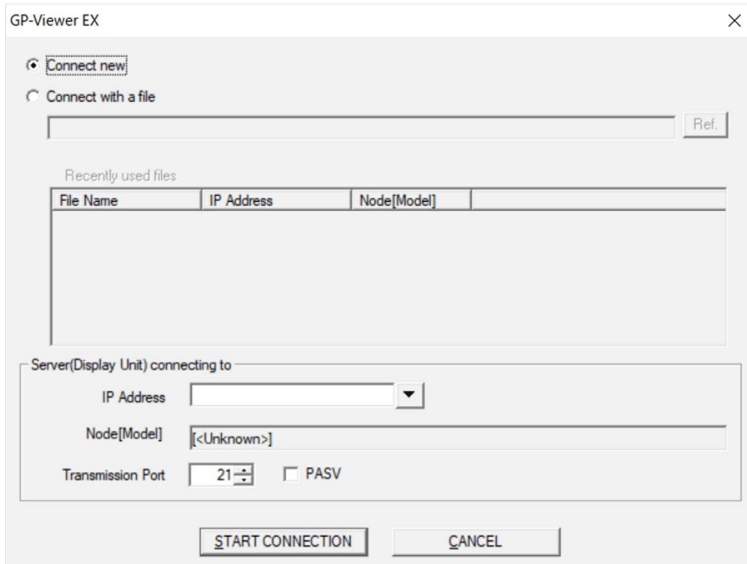 GP-Viewer EX
Connect new
Connect with a file
Ref.
Recently used files
File Name IP Address Node[Model]
Server(Display Unit) connecting to
IP Address
Node[Model] [<Unknown>]
Transmission Port 21 PASV
START CONNECTION CANCEL